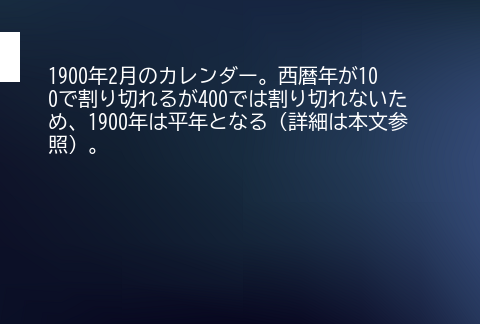 1900年2月のカレンダー。西暦年が10
0で割り切れるが400では割り切れないた
め、1900年は平年となる（詳細は本文参
照）。